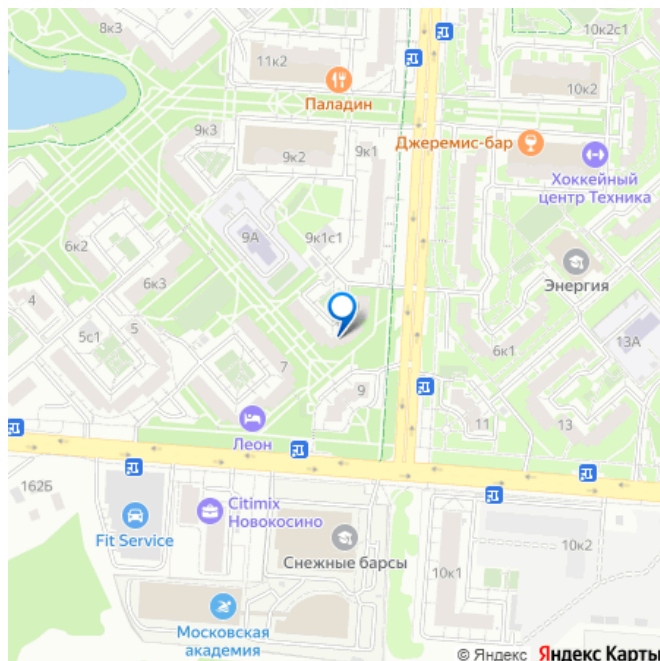 8к3
10к2с1
11к2
Паладин
10к2
9к3
9к2
9к1
Джеремис-бар
Хоккейный
центр Техника
6к2
9А
9к1с1
6к3
Энергия
4
5с1
5
7
6к1
13А
9
11
13
Леон
162Б
Fit Service
Citimix
Новокосино
Снежные барсы
10к1
10к2
Московская
академия
© Яндекс Яндекс Карты